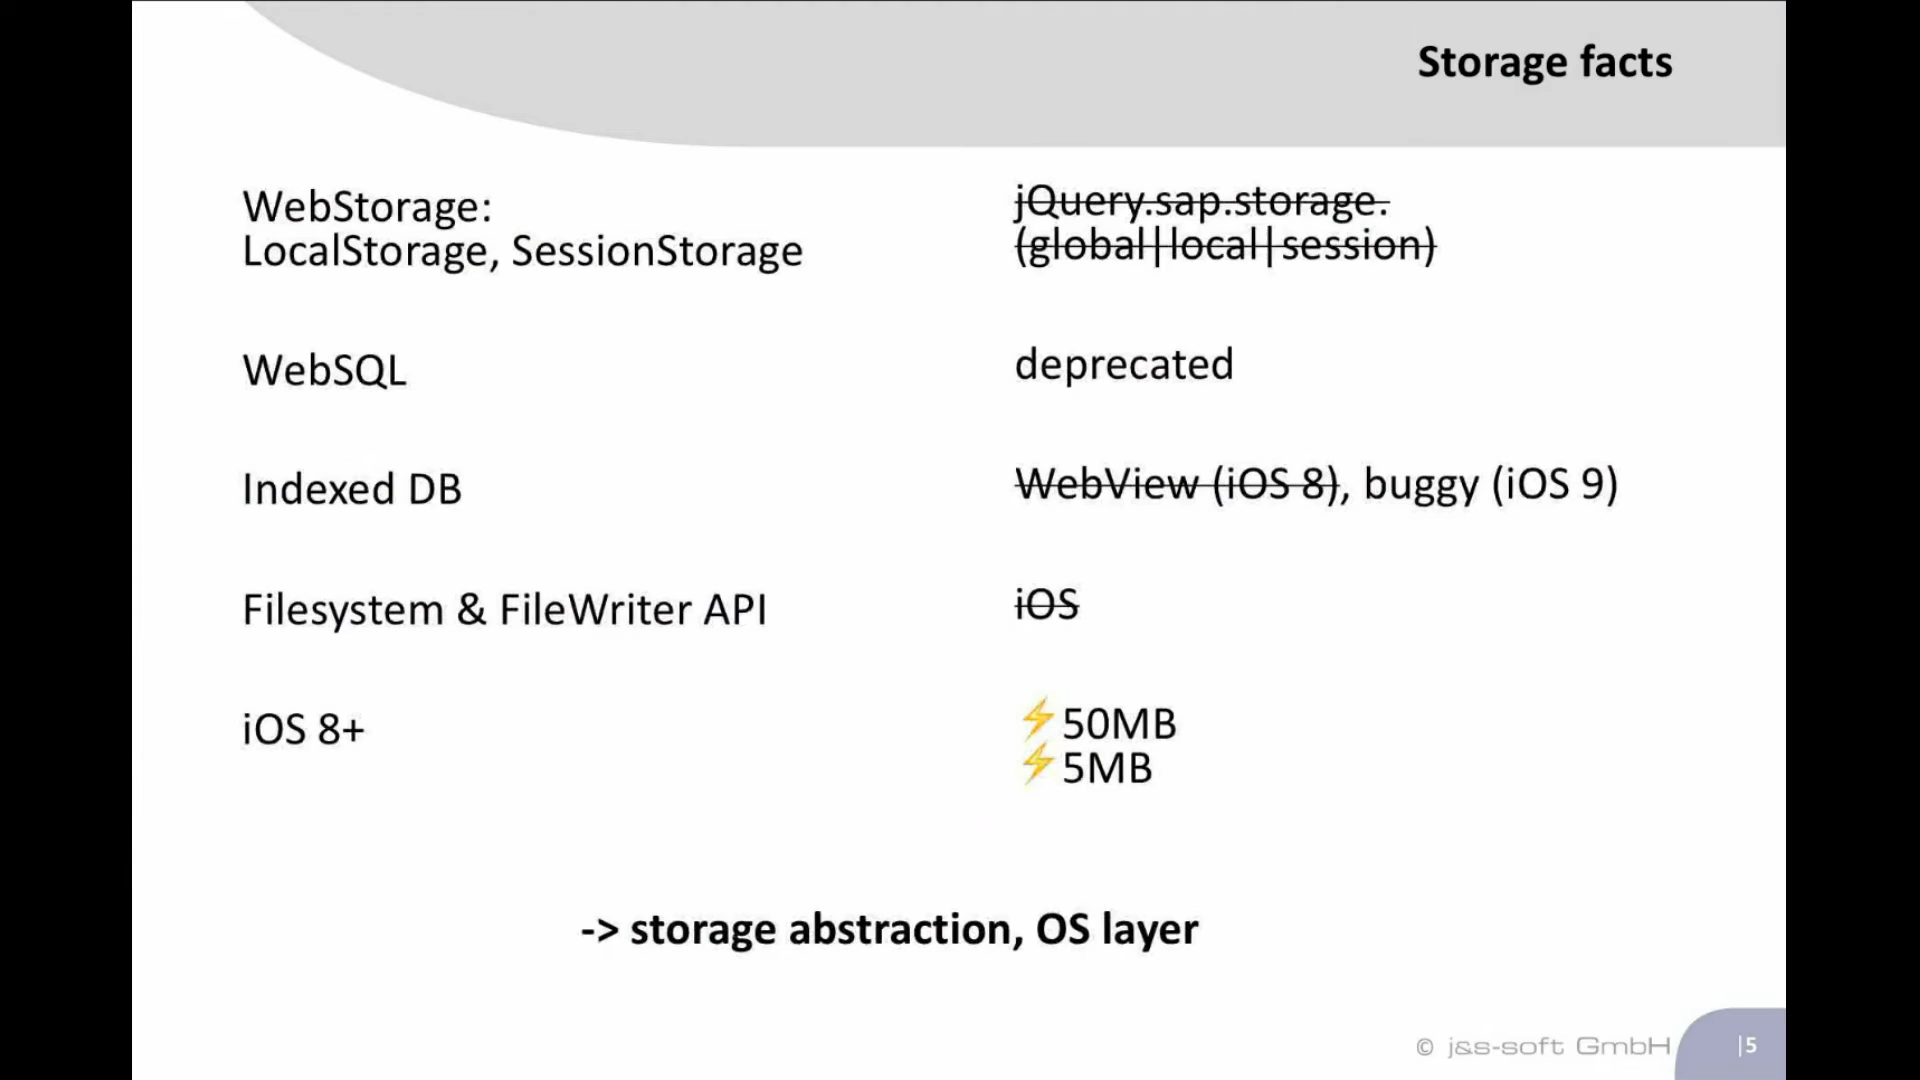 Storage facts
WebStorage:
LocalStorage, SessionStorage
jQuery.sap.storage.
(global|local|session)
WebSQL
deprecated
Indexed DB
WebView (iOS 8), buggy (iOS 9)
Filesystem & FileWriter API
iOS
iOS 8+
⚡50MB
⚡5MB
-> storage abstraction, OS layer
© j&s-soft GmbH
|5